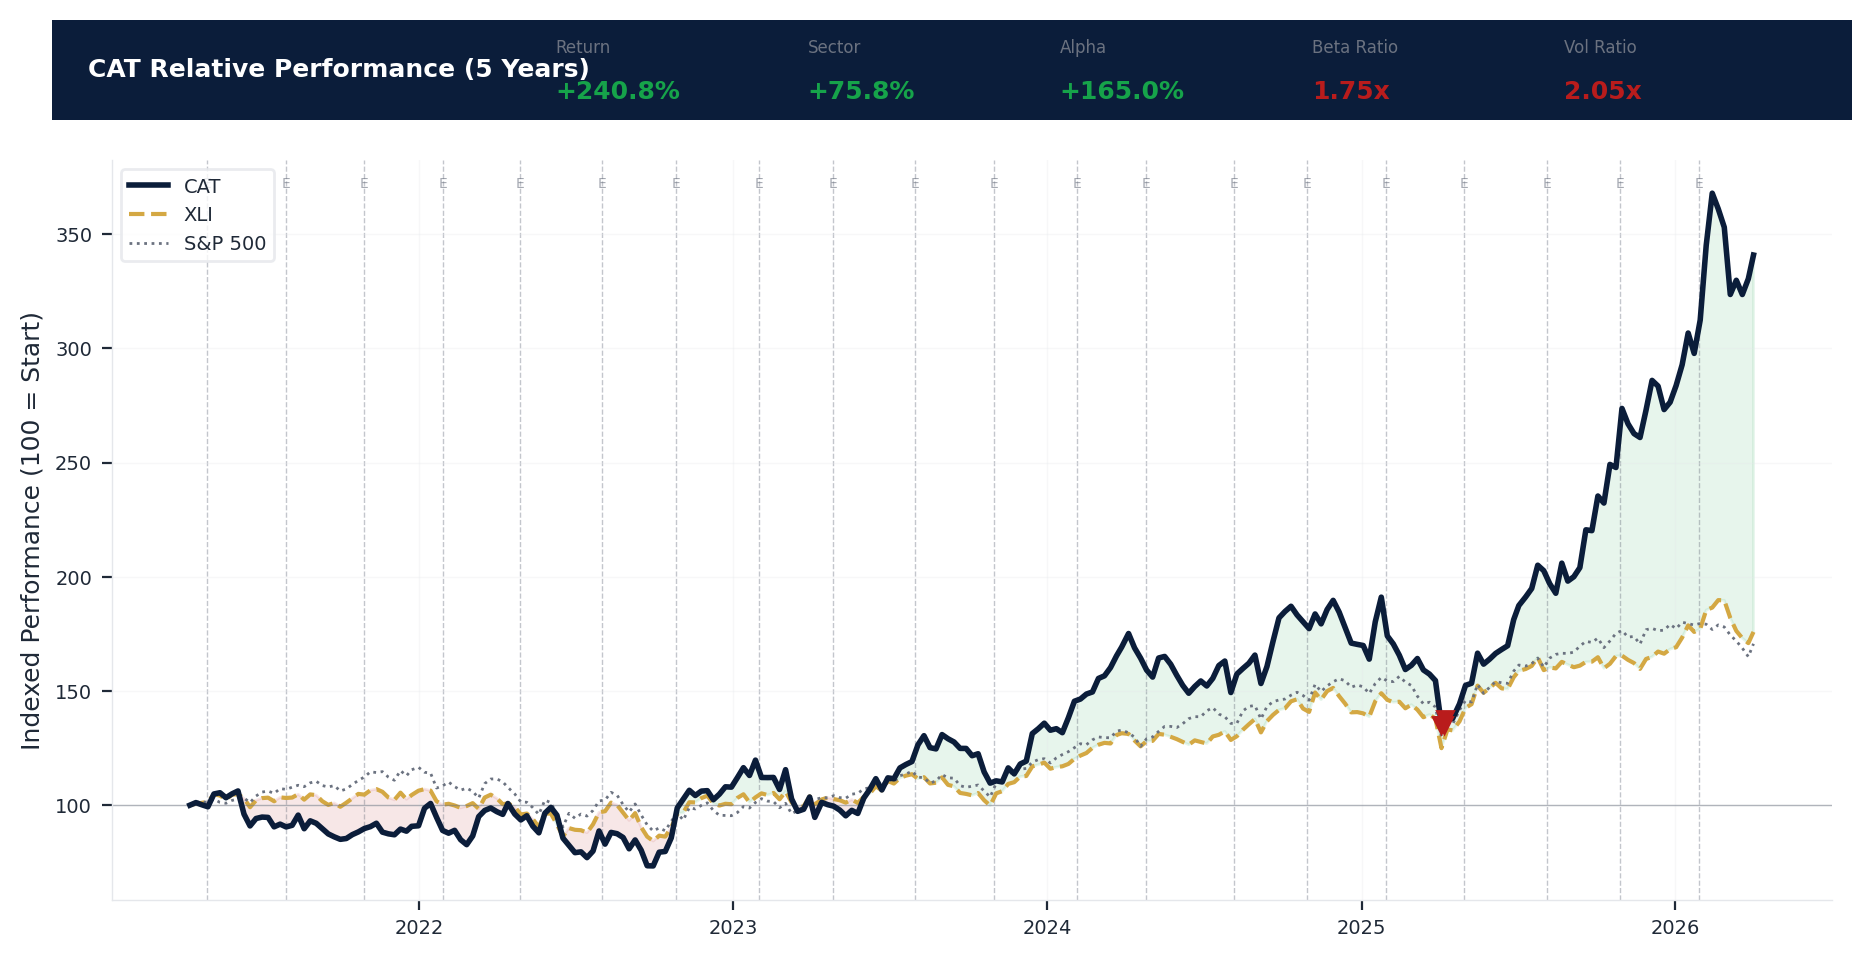 CAT Relative Performance (5 Years)
Return
+240.8%
Sector
+75.8%
Alpha
+165.0%
Beta Ratio
1.75x
Vol Ratio
2.05x
CAT
XLI
S&P 500
E E E E E E E E E E E E E E E E E E E
Indexed Performance (100 = Start)
350
300
250
200
150
100
2022 2023 2024 2025 2026